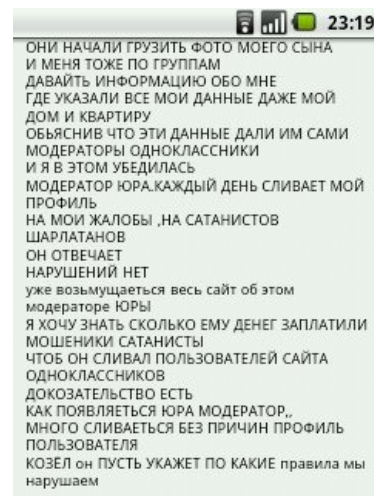 23:19
ОНИ НАЧАЛИ ГРУЗИТЬ ФОТО МОЕГО СЫНА
И МЕНЯ ТОЖЕ ПО ГРУППАМ
ДАВАЙТЬ ИНФОРМАЦИЮ ОБО МНЕ
ГДЕ УКАЗАЛИ ВСЕ МОИ ДАННЫЕ ДАЖЕ МОЙ
ДОМ И КВАРТИРУ
ОБЬЯСНИВ ЧТО ЭТИ ДАННЫЕ ДАЛИ ИМ САМИ
МОДЕРАТОРЫ ОДНОКЛАССНИКИ
И Я В ЭТОМ УБЕДИЛАСЬ
МОДЕРАТОР ЮРА.КАЖДЫЙ ДЕНЬ СЛИВАЕТ МОЙ
ПРОФИЛЬ
НА МОИ ЖАЛОБЫ ,НА САТАНИСТОВ
ШАРЛАТАНОВ
ОН ОТВЕЧАЕТ
НАРУШЕНИЙ НЕТ
уже возьмущаеться весь сайт об этом
модераторе ЮРЫ
Я ХОЧУ ЗНАТЬ СКОЛЬКО ЕМУ ДЕНЕГ ЗАПЛАТИЛИ
МОШЕНИКИ САТАНИСТЫ
ЧТОБ ОН СЛИВАЛ ПОЛЬЗОВАТЕЛЕЙ САЙТА
ОДНОКЛАССНИКОВ
ДОКОЗАТЕЛЬСТВО ЕСТЬ
КАК ПОЯВЛЯЕТЬСЯ ЮРА МОДЕРАТОР,,
МНОГО СЛИВАЕТЬСЯ БЕЗ ПРИЧИН ПРОФИЛЬ
ПОЛЬЗОВАТЕЛЯ
КОЗЁЛ он ПУСТЬ УКАЖЕТ ПО КАКИЕ правила мы
нарушаем